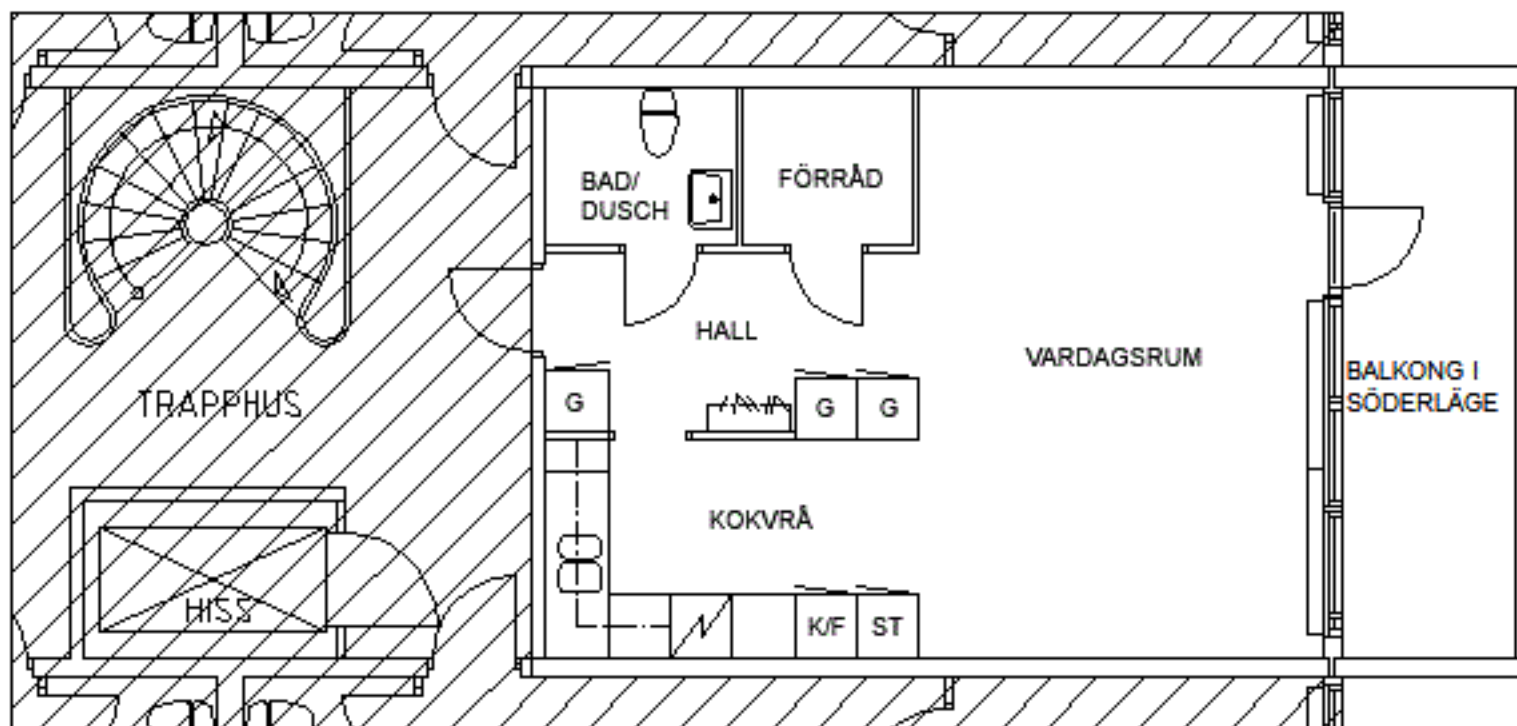 BAD/
DUSCH
FÖRRÅD
HALL
VARDAGSRUM
BALKONG I
SÖDERLÄGE
TRAPPHUS
G
G
G
KOKVRÅ
HISS
K/F
ST